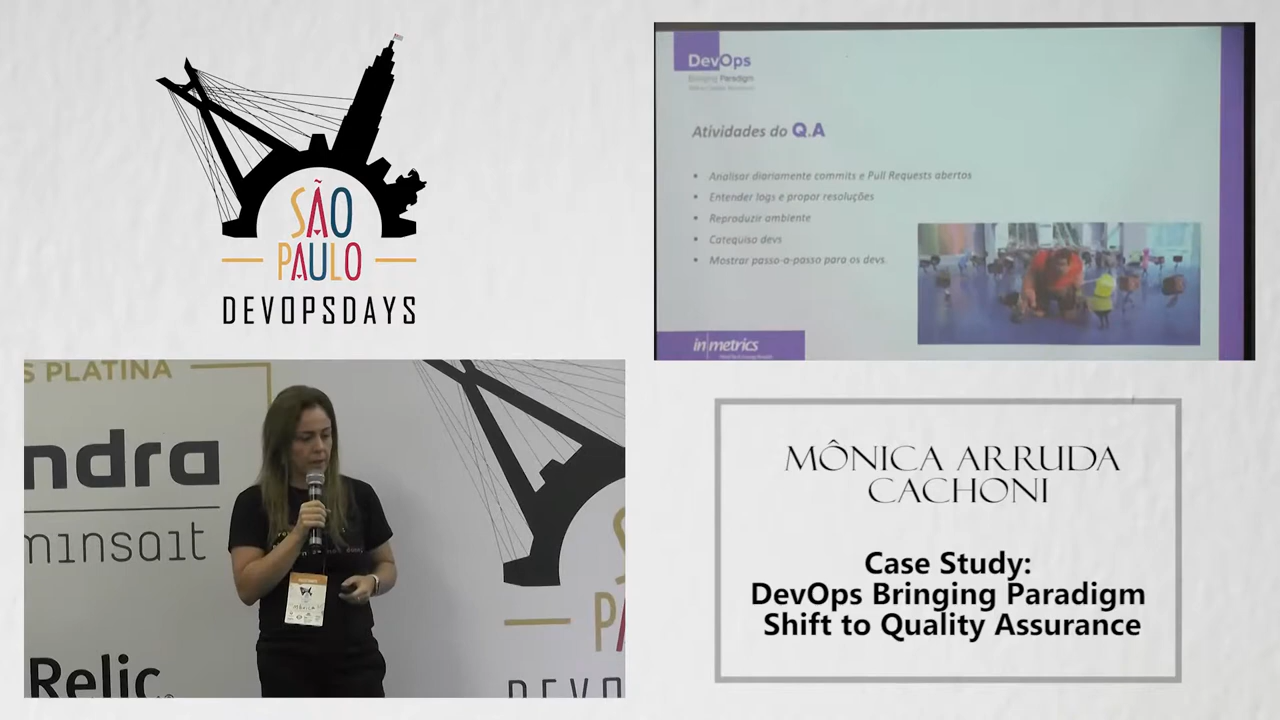 SÃO
PAULO
DEVOPSDAYS
DevOps
Bringing Paradigm
Atividades do Q.A
Analisar diariamente commits e Pull Requests abertos
Entender logs e propor resoluções
Reproduzir ambiente
Catequiso devs
Mostrar passo-a-passo para os devs
inmetrics
S PLATINA
ndra
minsait
Relic
MÔNICA ARRUDA
CACHONI
Case Study:
DevOps Bringing Paradigm
Shift to Quality Assurance